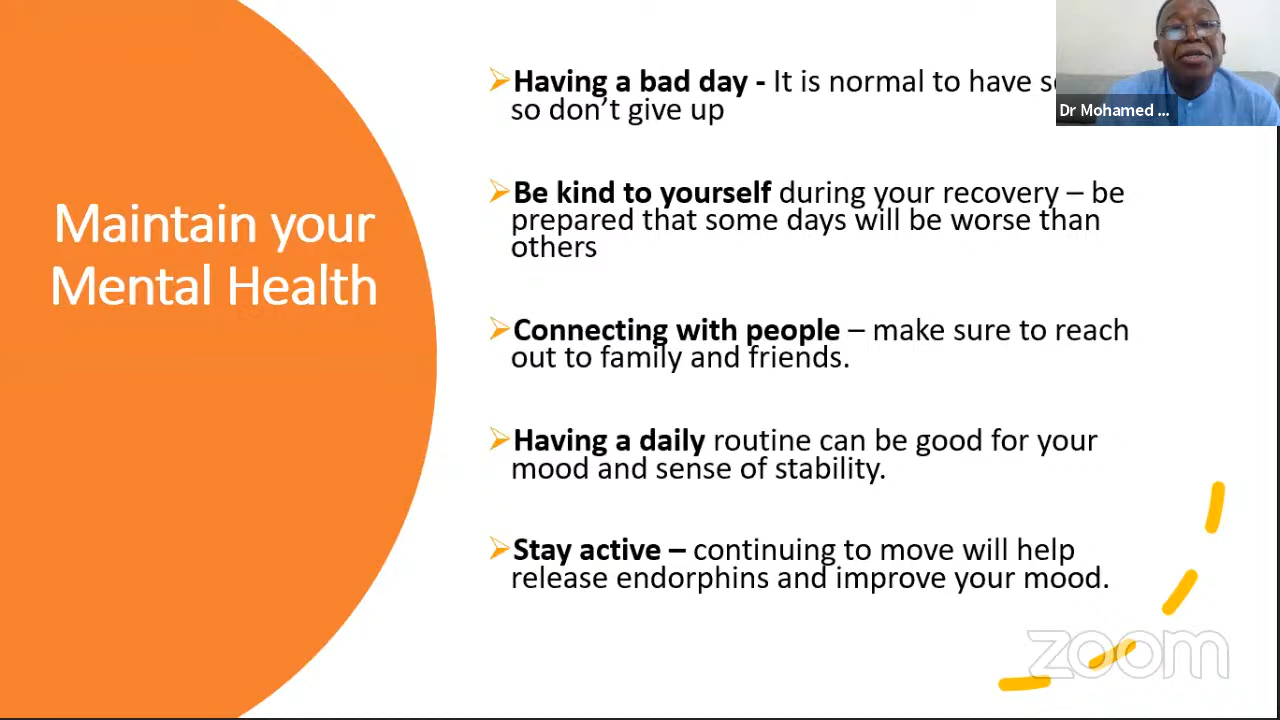 Maintain your
Mental Health
➢Having a bad day - It is normal to have
so don’t give up
➢Be kind to yourself during your recovery – be
prepared that some days will be worse than
others
➢Connecting with people – make sure to reach
out to family and friends.
➢Having a daily routine can be good for your
mood and sense of stability.
➢Stay active – continuing to move will help
release endorphins and improve your mood.
Dr Mohamed ...
zoom